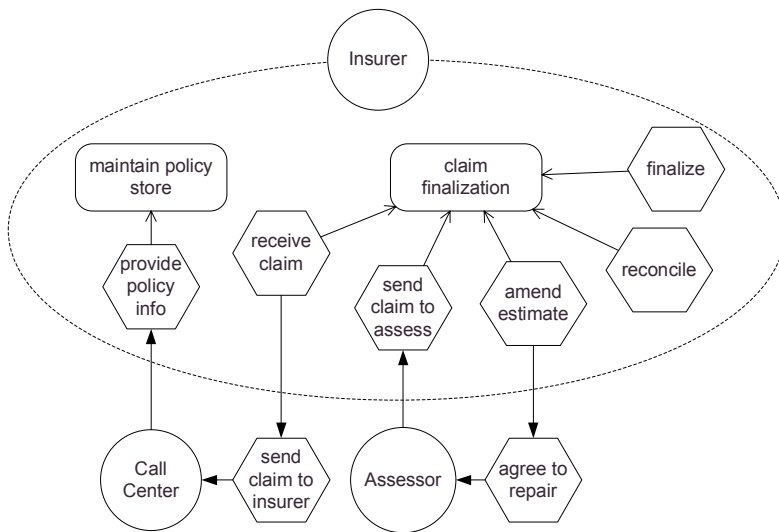 Insurer
maintain policy
store
claim
finalization
finalize
receive
claim
provide
policy
info
send
claim to
assess
amend
estimate
reconcile
Call
Center
send
claim to
insurer
Assessor
agree to
repair